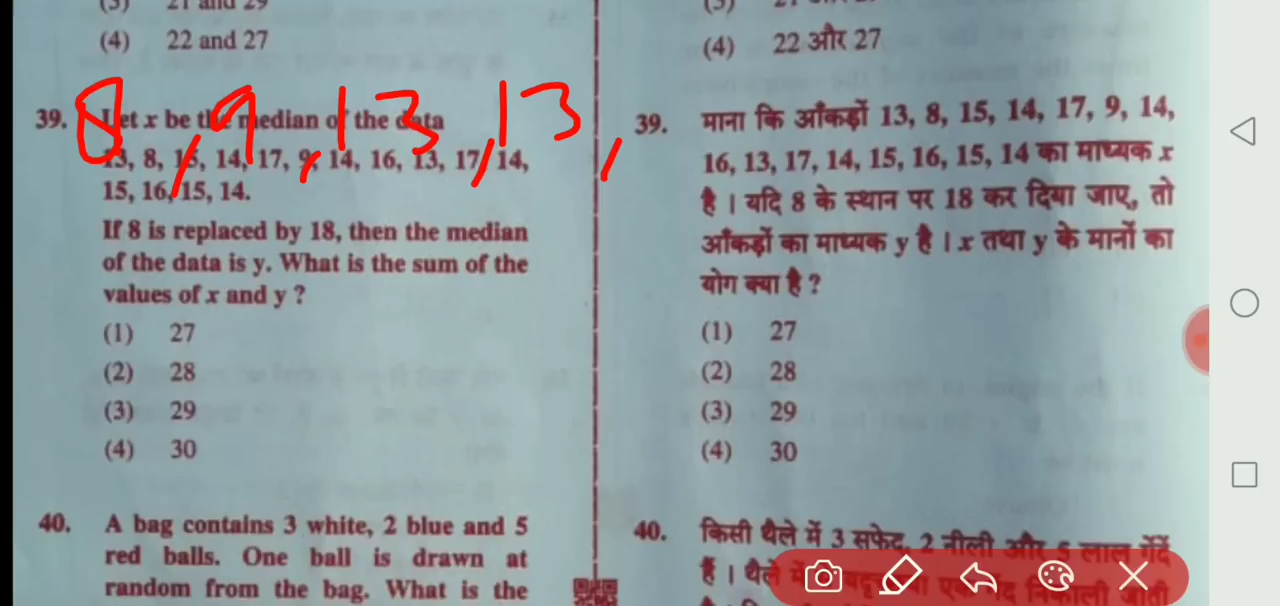 (3) 21 and 29
(4) 22 and 27
8, 9, 13, 13,
39. Let x be the median of the data
13, 8, 15, 14, 17, 9, 14, 16, 13, 17, 14,
15, 16, 15, 14.
If 8 is replaced by 18, then the median
of the data is y. What is the sum of the
values of x and y ?
(1) 27
(2) 28
(3) 29
(4) 30
40. A bag contains 3 white, 2 blue and 5
red balls. One ball is drawn at
random from the bag. What is the
(4) 22 और 27
39. माना कि आँकड़ों 13, 8, 15, 14, 17, 9, 14,
16, 13, 17, 14, 15, 16, 15, 14 का माध्यक x
है । यदि 8 के स्थान पर 18 कर दिया जाए, तो
आँकड़ों का माध्यक y है । x तथा y के मानों का
योग क्या है ?
(1) 27
(2) 28
(3) 29
(4) 30
40. किसी थैले में 3 सफेद, 2 नीली और 5 लाल गेंदें
हैं । थैले